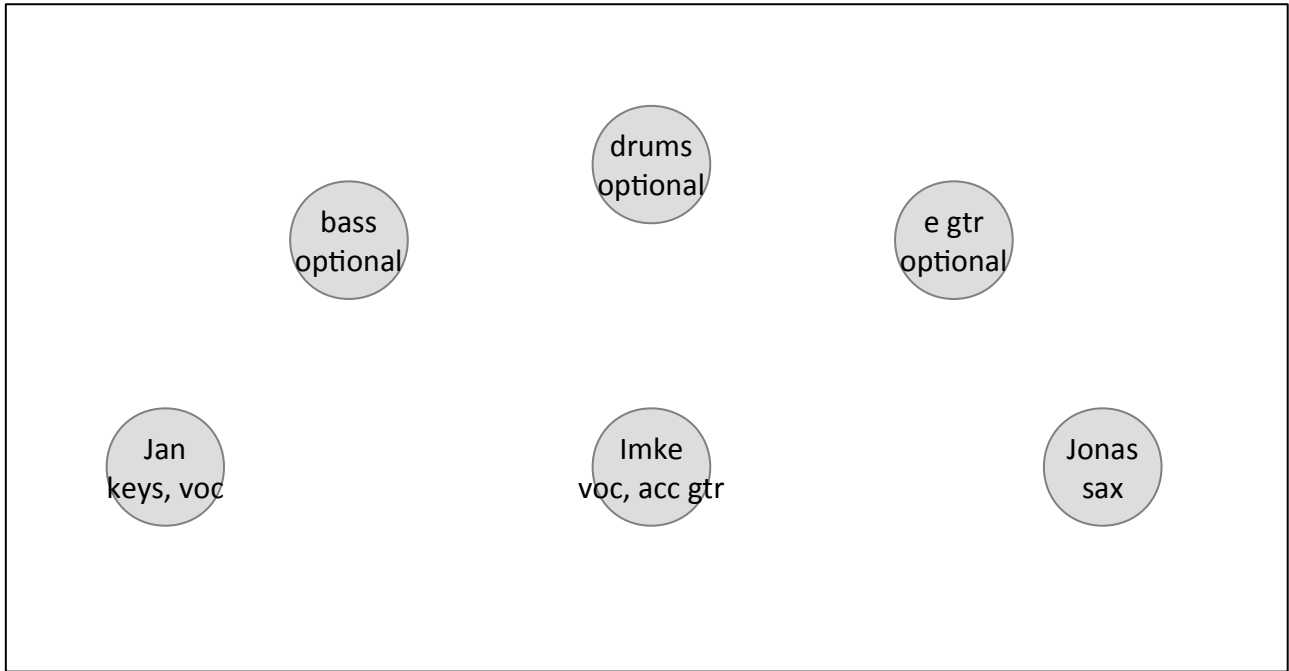 drums
optional
bass
optional
e gtr
optional
Jan
keys, voc
Imke
voc, acc gtr
Jonas
sax